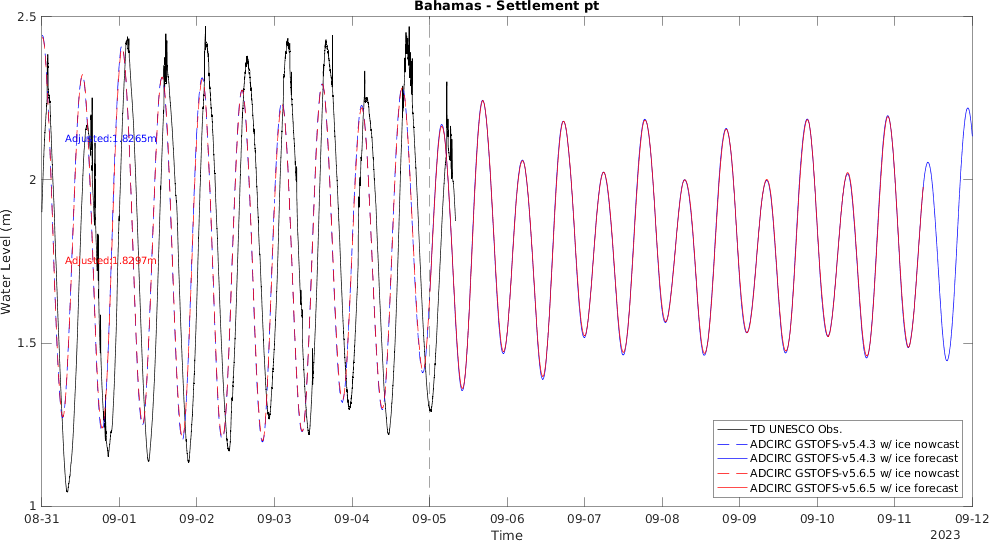 Bahamas - Settlement pt
2.5
2
1.5
1
Water Level (m)
Adjusted:1.8265m
Adjusted:1.8297m
TD UNESCO Obs.
ADCIRC GSTOFS-v5.4.3 w/ ice nowcast
ADCIRC GSTOFS-v5.4.3 w/ ice forecast
ADCIRC GSTOFS-v5.6.5 w/ ice nowcast
ADCIRC GSTOFS-v5.6.5 w/ ice forecast
08-31 09-01 09-02 09-03 09-04 09-05 09-06 09-07 09-08 09-09 09-10 09-11 09-12
Time
2023